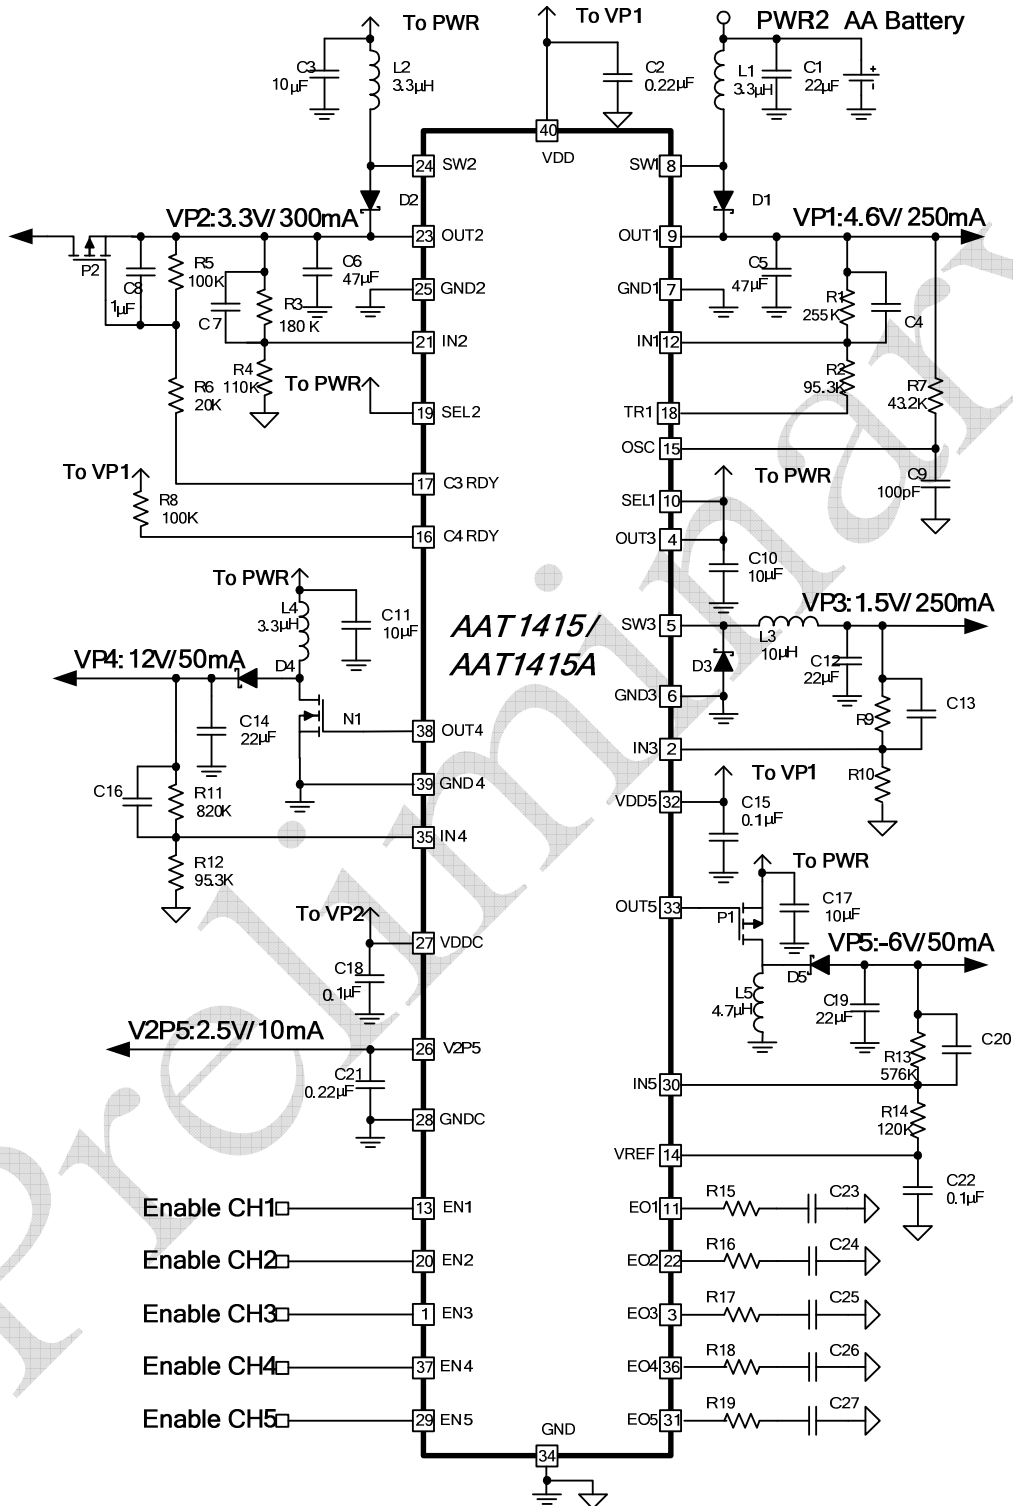 To PWR
To VP1
PWR2 AA Battery
C3
10µF
L2
3.3µH
C2
0.22µF
L1
3.3µH
C1
22µF
+
-
40
VDD
24 SW2
SW1 8
D2
D1
VP2:3.3V/300mA
VP1:4.6V/250mA
23 OUT2
OUT1 9
P2
C8
1µF
R5
100K
C6
47µF
C5
47µF
25 GND2
GND1 7
C7
R3
180K
R1
255K
C4
21 IN2
IN1 12
R4
110K
To PWR
R2
95.3K
R6
20K
R7
43.2K
19 SEL2
TR1 18
OSC 15
To VP1
To PWR
17 C3RDY
C9
100pF
R8
100K
SEL1 10
16 C4RDY
OUT3 4
C10
10µF
To PWR
L4
3.3µH
C11
10µF
AAT1415/
AAT1415A
VP3:1.5V/250mA
SW3 5
L3
10µH
VP4:12V/50mA
D4
D3
C12
22µF
GND3 6
C13
C14
22µF
N1
38 OUT4
R9
IN3 2
To VP1
R10
39 GND4
C16
R11
820K
VDD5 32
C15
0.1µF
35 IN4
R12
95.3K
To PWR
To VP2
OUT5 33
P1
C17
10µF
27 VDDC
VP5:-6V/50mA
C18
0.1µF
D5
L5
4.7µH
C19
22µF
V2P5:2.5V/10mA
C20
26 V2P5
R13
576K
C21
0.22µF
IN5 30
28 GNDC
R14
120K
VREF 14
C22
0.1µF
Enable CH1 13 EN1
EO1 11 R15 C23
Enable CH2 20 EN2
EO2 22 R16 C24
Enable CH3 1 EN3
EO3 3 R17 C25
Enable CH4 37 EN4
EO4 36 R18 C26
Enable CH5 29 EN5
EO5 31 R19 C27
GND
34
Preliminary